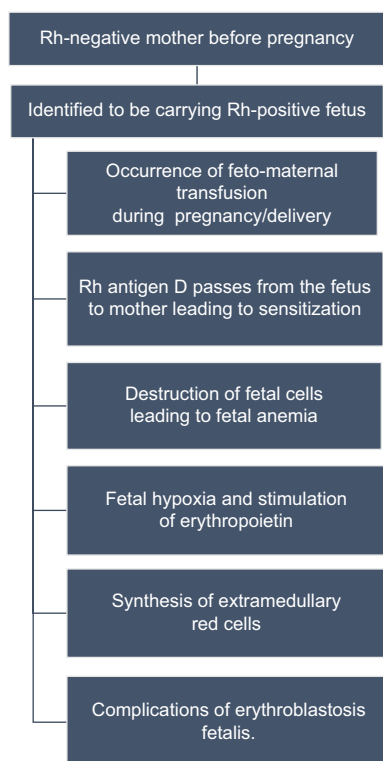 Rh-negative mother before pregnancy
Identified to be carrying Rh-positive fetus
Occurrence of feto-maternal
transfusion
during pregnancy/delivery
Rh antigen D passes from the fetus
to mother leading to sensitization
Destruction of fetal cells
leading to fetal anemia
Fetal hypoxia and stimulation
of erythropoietin
Synthesis of extramedullary
red cells
Complications of erythroblastosis
fetalis.